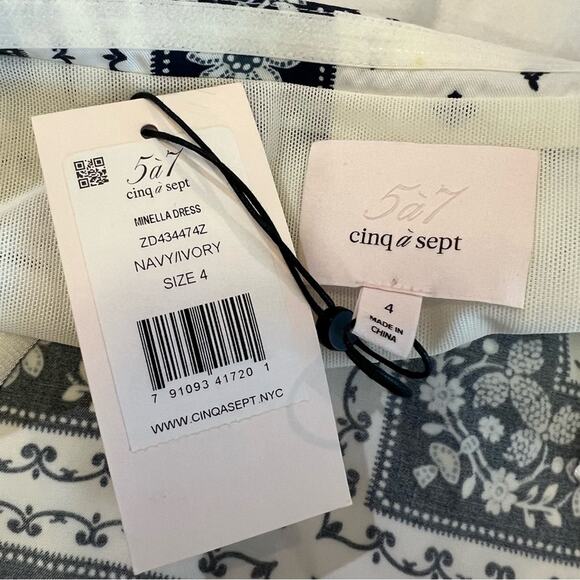 5à7
cinq à sept
MINELLA DRESS
ZD434474Z
NAVY/IVORY
SIZE 4
7 91093 41720 1
WWW.CINQASEPT.NYC
5à7
cinq à sept
4
MADE IN
CHINA